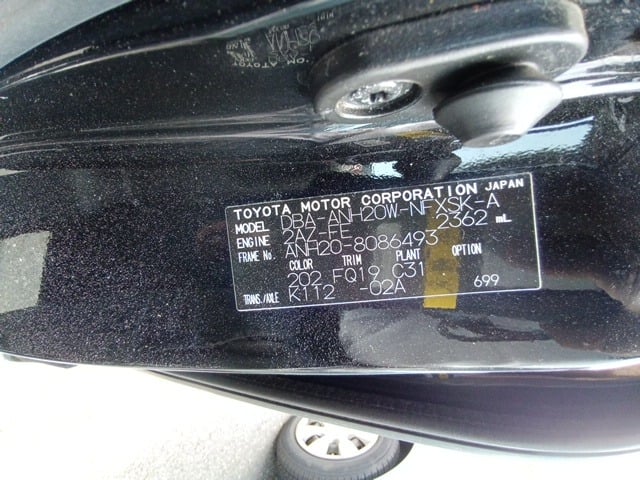 TOYOTA MOTOR CORPORATION JAPAN
MODEL DBA-ANH20W-NFXSK-A
ENGINE 2AZ-FE 2362 mL
FRAME No. ANH20-8086493
COLOR TRIM PLANT OPTION
202 FQ19 C31
TRANS./AXLE K112 -02A 699